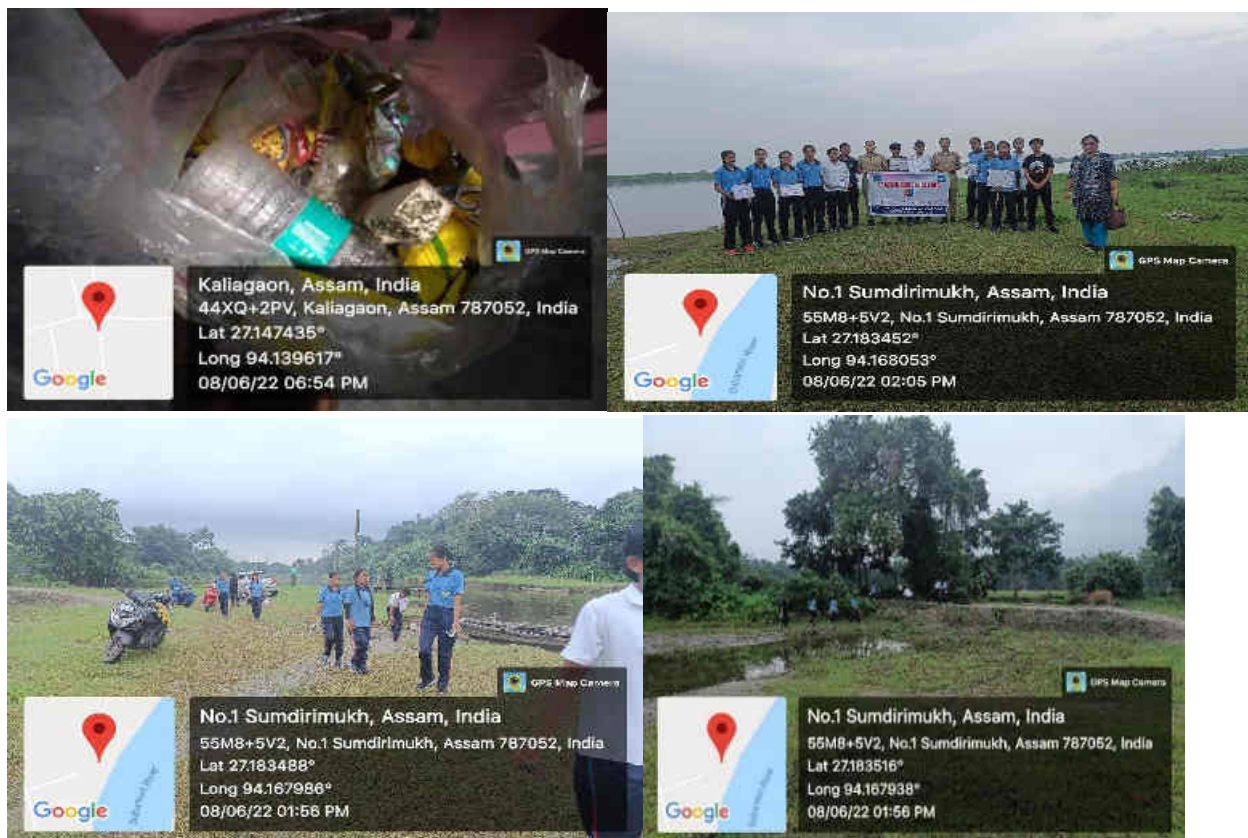 GPS Map Camera
Kaliagaon, Assam, India
44XQ+2PV, Kaliagaon, Assam 787052, India
Lat 27.147435°
Long 94.139617°
08/06/22 06:54 PM
Google
GPS Map Camera
No.1 Sumdirimukh, Assam, India
55M8+5V2, No.1 Sumdirimukh, Assam 787052, India
Lat 27.183452°
Long 94.168053°
08/06/22 02:05 PM
Google
GPS Map Camera
No.1 Sumdirimukh, Assam, India
55M8+5V2, No.1 Sumdirimukh, Assam 787052, India
Lat 27.183488°
Long 94.167986°
08/06/22 01:56 PM
Google
GPS Map Camera
No.1 Sumdirimukh, Assam, India
55M8+5V2, No.1 Sumdirimukh, Assam 787052, India
Lat 27.183516°
Long 94.167938°
08/06/22 01:56 PM
Google